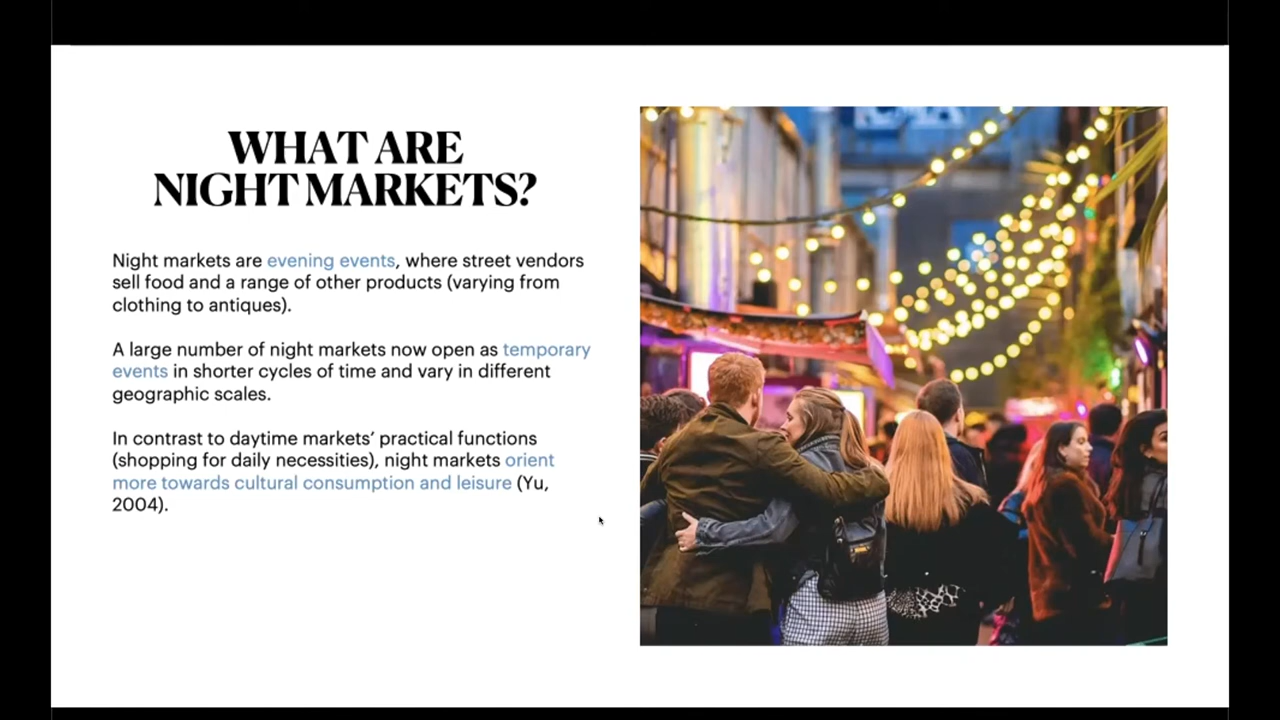 WHAT ARE
NIGHT MARKETS?
Night markets are evening events, where street vendors
sell food and a range of other products (varying from
clothing to antiques).
A large number of night markets now open as temporary
events in shorter cycles of time and vary in different
geographic scales.
In contrast to daytime markets’ practical functions
(shopping for daily necessities), night markets orient
more towards cultural consumption and leisure (Yu,
2004).